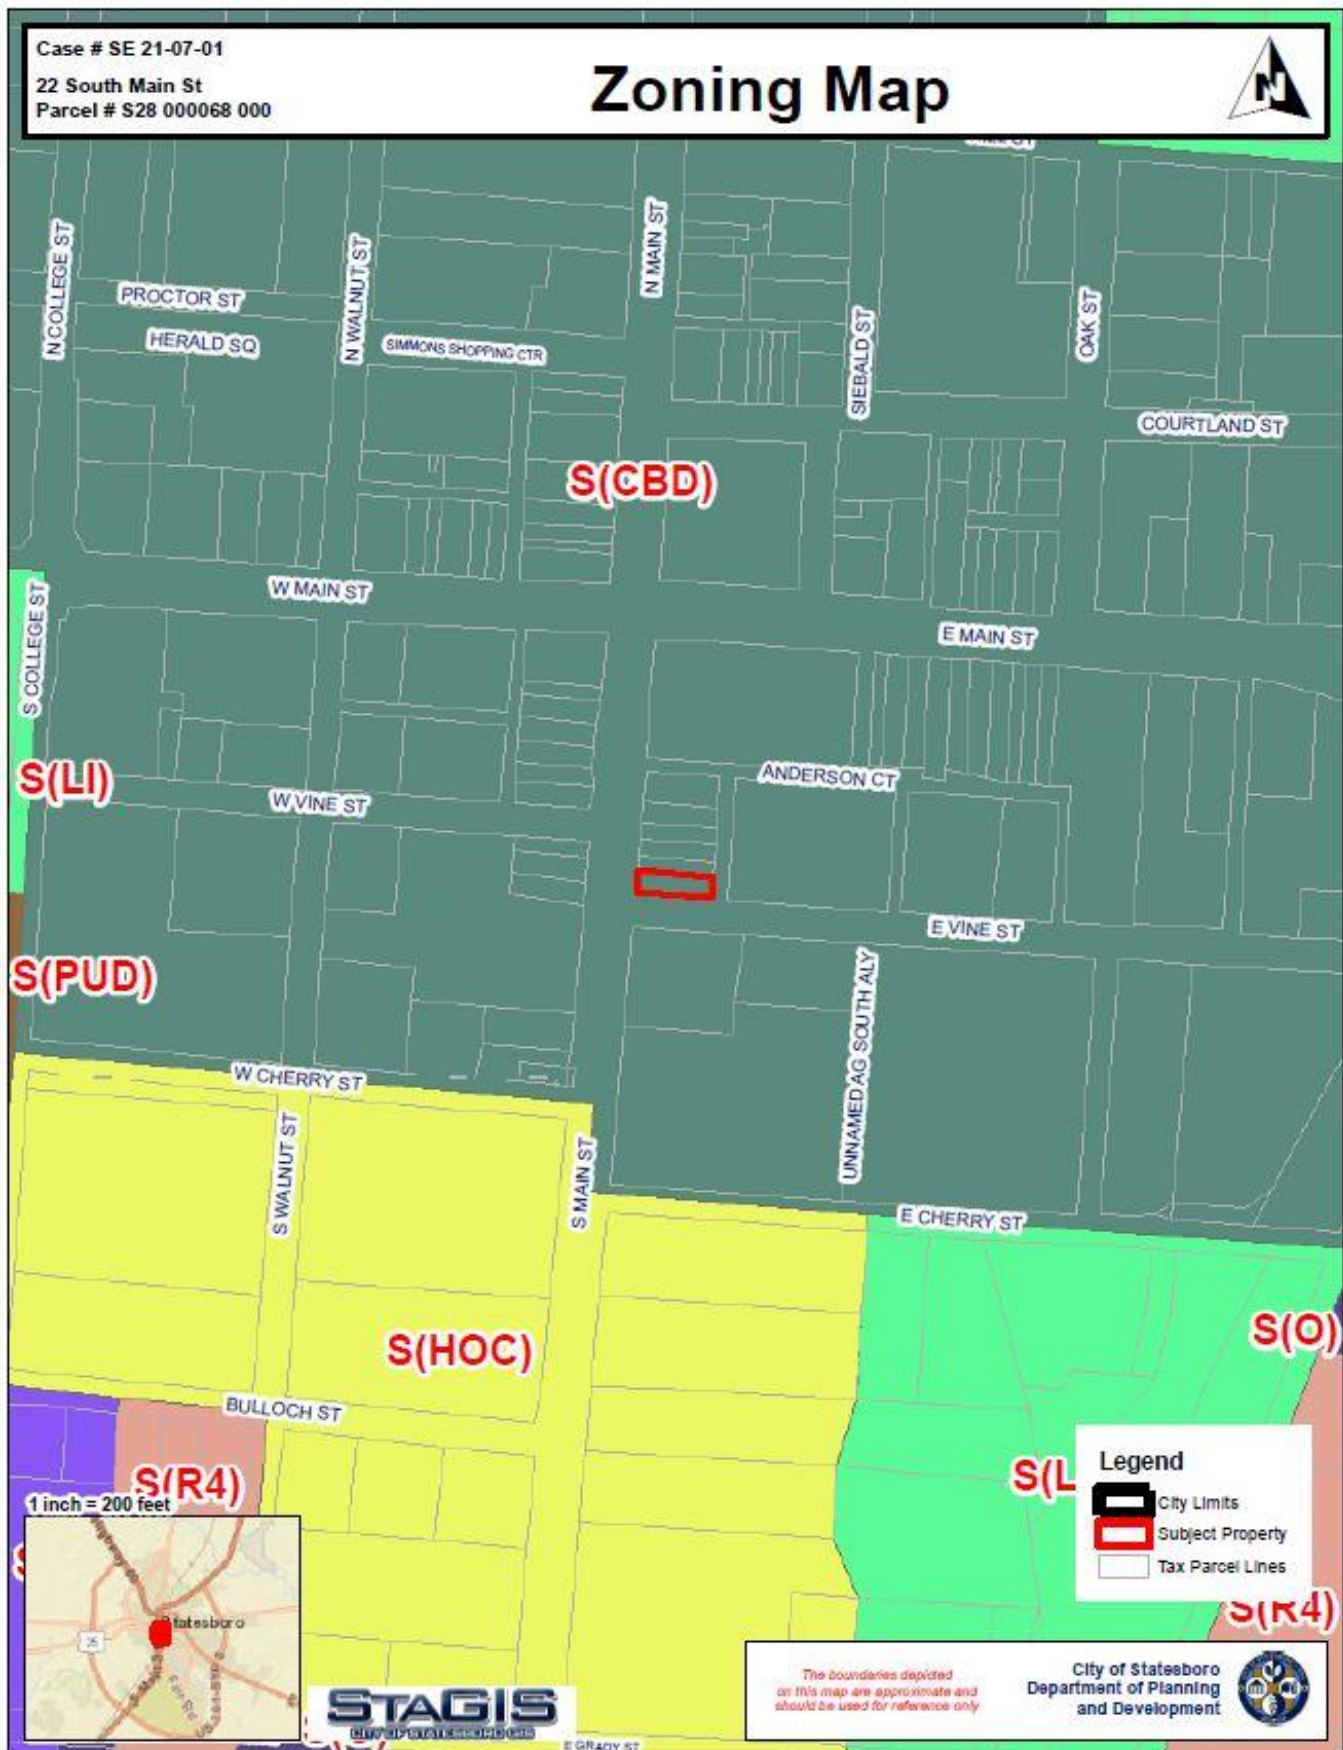 Case # SE 21-07-01
22 South Main St
Parcel # S28 000068 000
Zoning Map
N
N COLLEGE ST
PROCTOR ST
HERALD SQ
N WALNUT ST
SIMMONS SHOPPING CTR
N MAIN ST
SIEBALD ST
OAK ST
COURTLAND ST
S(CBD)
W MAIN ST
E MAIN ST
S COLLEGE ST
S(LI)
W VINE ST
ANDERSON CT
E VINE ST
S(PUD)
UNNAMED AG SOUTH ALY
W CHERRY ST
S WALNUT ST
S MAIN ST
E CHERRY ST
S(HOC)
S(O)
BULLOCH ST
S(R4)
S(L
Legend
City Limits
Subject Property
Tax Parcel Lines
S(R4)
1 inch = 200 feet
Statesboro
STAGIS
CITY OF STATESBORO GIS
E GRADY ST
The boundaries depicted
on this map are approximate and
should be used for reference only
City of Statesboro
Department of Planning
and Development